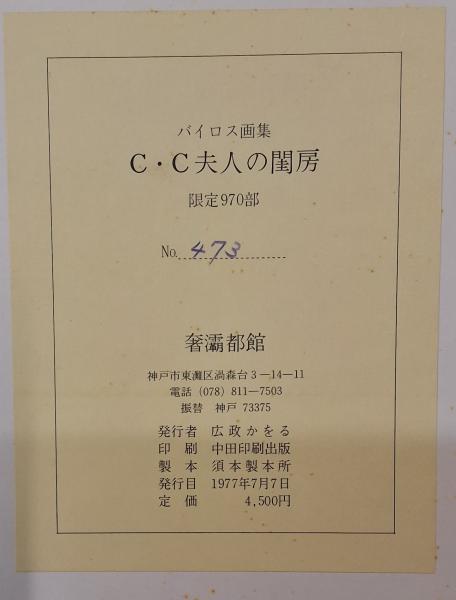 バイロス画集
C・C夫人の閨房
限定970部
No. 473
奢灞都館
神戸市東灘区渦森台3—14—11
電話（078）811—7503
振替　神戸 73375
発行者　広政かをる
印　刷　中田印刷出版
製　本　須本製本所
発行日　1977年7月7日
定　価　4,500円